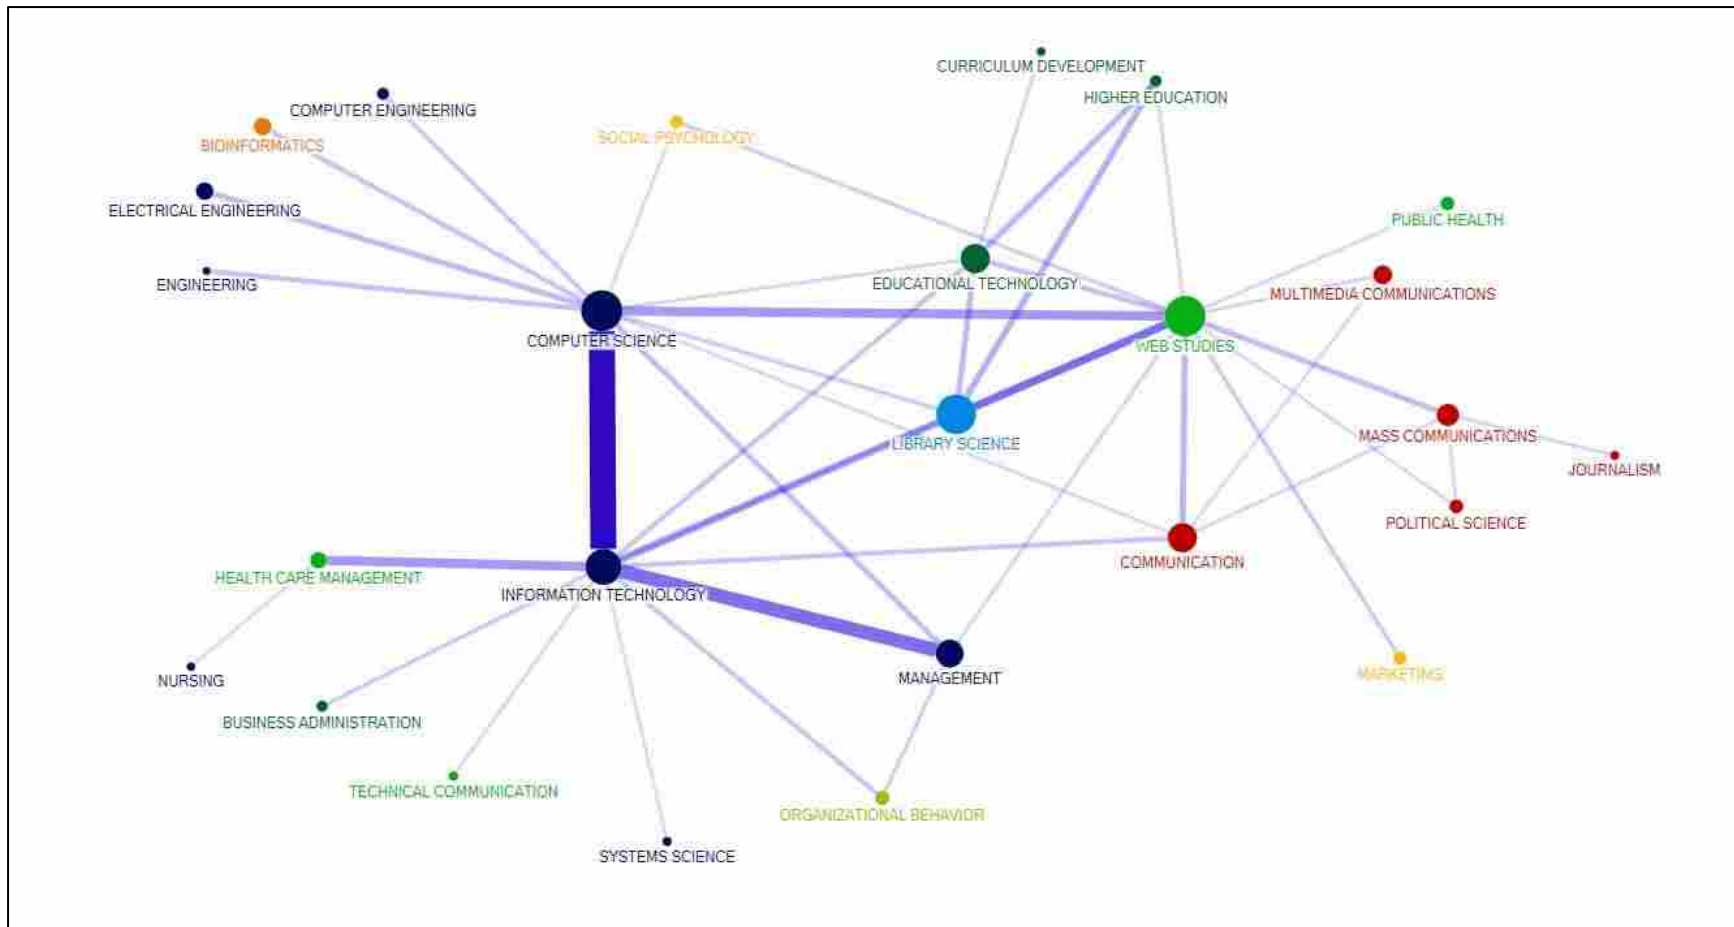 CURRICULUM DEVELOPMENT
HIGHER EDUCATION
COMPUTER ENGINEERING
SOCIAL PSYCHOLOGY
BIOINFORMATICS
ELECTRICAL ENGINEERING
PUBLIC HEALTH
ENGINEERING
EDUCATIONAL TECHNOLOGY
MULTIMEDIA COMMUNICATIONS
COMPUTER SCIENCE
WEB STUDIES
LIBRARY SCIENCE
MASS COMMUNICATIONS
JOURNALISM
POLITICAL SCIENCE
COMMUNICATION
HEALTH CARE MANAGEMENT
INFORMATION TECHNOLOGY
MARKETING
MANAGEMENT
NURSING
BUSINESS ADMINISTRATION
TECHNICAL COMMUNICATION
ORGANIZATIONAL BEHAVIOR
SYSTEMS SCIENCE